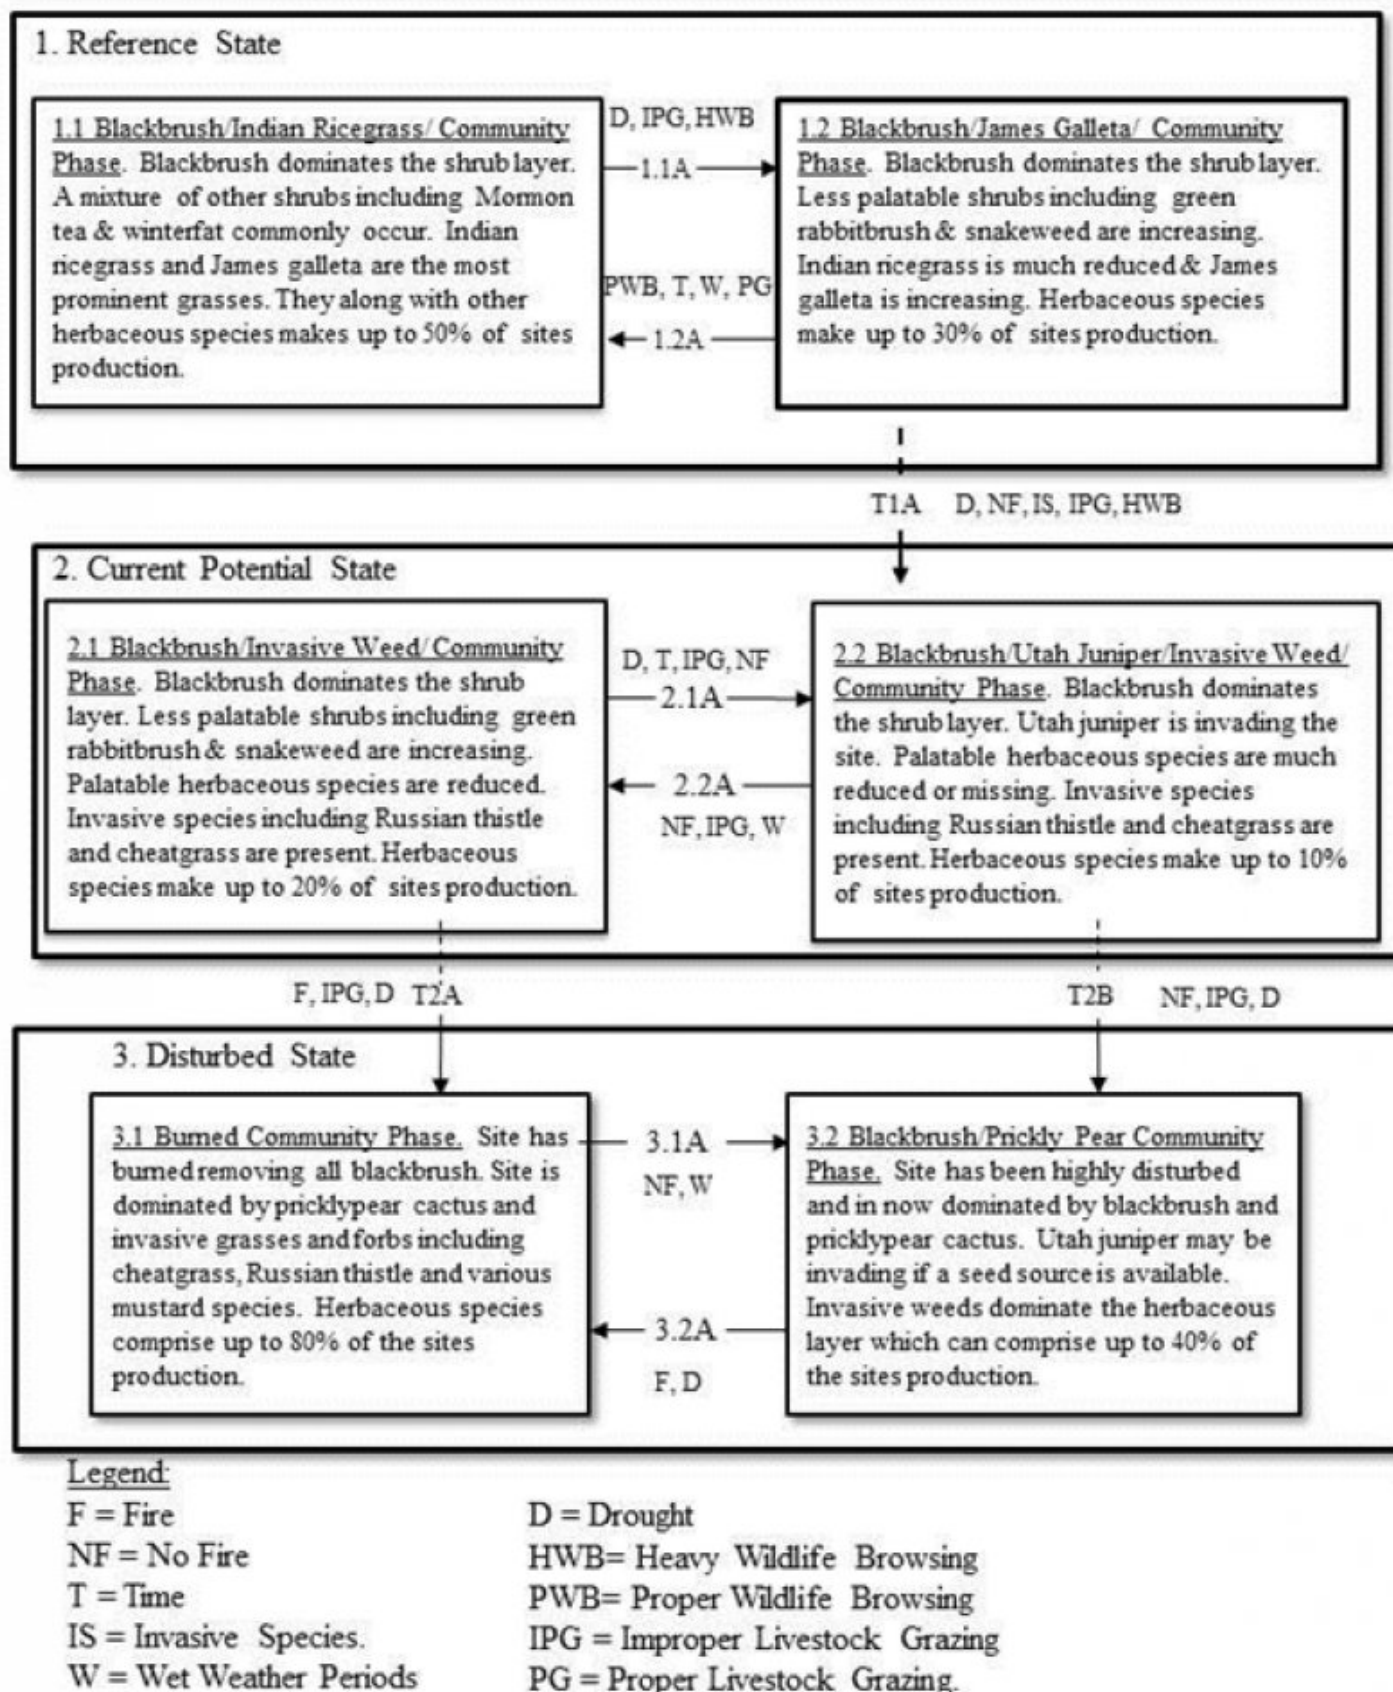 1. Reference State
1.1 Blackbrush/Indian Ricegrass/ Community
Phase. Blackbrush dominates the shrub layer.
A mixture of other shrubs including Mormon
tea & winterfat commonly occur. Indian
ricegrass and James galleta are the most
prominent grasses. They along with other
herbaceous species makes up to 50% of sites
production.
D, IPG, HWB
1.1A
PWB, T, W, PG
1.2A
1.2 Blackbrush/James Galleta/ Community
Phase. Blackbrush dominates the shrub layer.
Less palatable shrubs including green
rabbitbrush & snakeweed are increasing.
Indian ricegrass is much reduced & James
galleta is increasing. Herbaceous species
make up to 30% of sites production.
T1A D, NF, IS, IPG, HWB
2. Current Potential State
2.1 Blackbrush/Invasive Weed/ Community
Phase. Blackbrush dominates the shrub
layer. Less palatable shrubs including green
rabbitbrush & snakeweed are increasing.
Palatable herbaceous species are reduced.
Invasive species including Russian thistle
and cheatgrass are present. Herbaceous
species make up to 20% of sites production.
D, T, IPG, NF
2.1A
2.2A
NF, IPG, W
2.2 Blackbrush/Utah Juniper/Invasive Weed/
Community Phase. Blackbrush dominates
the shrub layer. Utah juniper is invading the
site. Palatable herbaceous species are much
reduced or missing. Invasive species
including Russian thistle and cheatgrass are
present. Herbaceous species make up to 10%
of sites production.
F, IPG, D T2A
T2B NF, IPG, D
3. Disturbed State
3.1 Burned Community Phase. Site has
burned removing all blackbrush. Site is
dominated by pricklypear cactus and
invasive grasses and forbs including
cheatgrass, Russian thistle and various
mustard species. Herbaceous species
comprise up to 80% of the sites
production.
3.1A
NF, W
3.2A
F, D
3.2 Blackbrush/Prickly Pear Community
Phase. Site has been highly disturbed
and in now dominated by blackbrush and
pricklypear cactus. Utah juniper may be
invading if a seed source is available.
Invasive weeds dominate the herbaceous
layer which can comprise up to 40% of
the sites production.
Legend:
F = Fire
NF = No Fire
T = Time
IS = Invasive Species.
W = Wet Weather Periods
D = Drought
HWB= Heavy Wildlife Browsing
PWB= Proper Wildlife Browsing
IPG = Improper Livestock Grazing
PG = Proper Livestock Grazing.